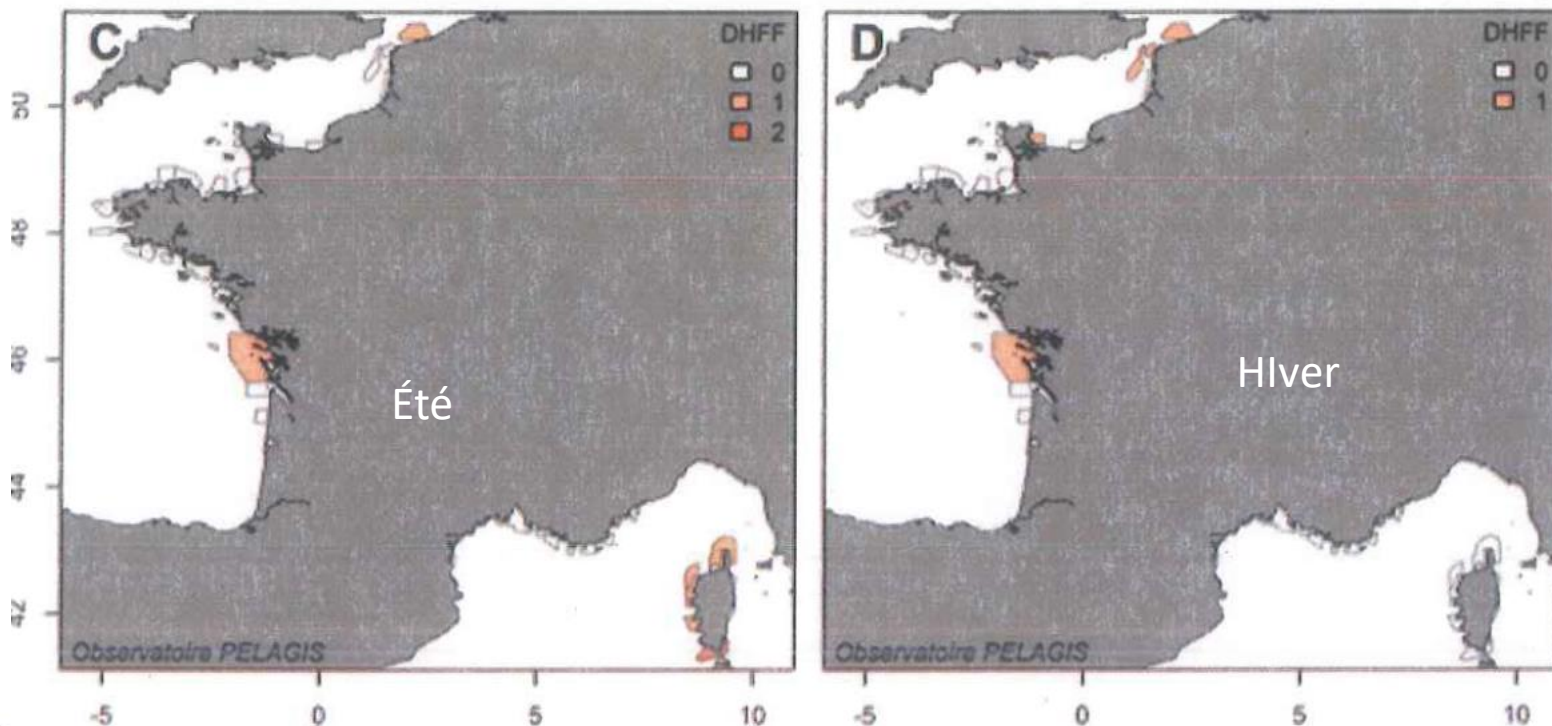 C
DHFF
0
1
2
50
48
46
44
42
Été
Observatoire PELAGIS
-5
0
5
10
D
DHFF
0
1
HIver
Observatoire PELAGIS
-5
0
5
10